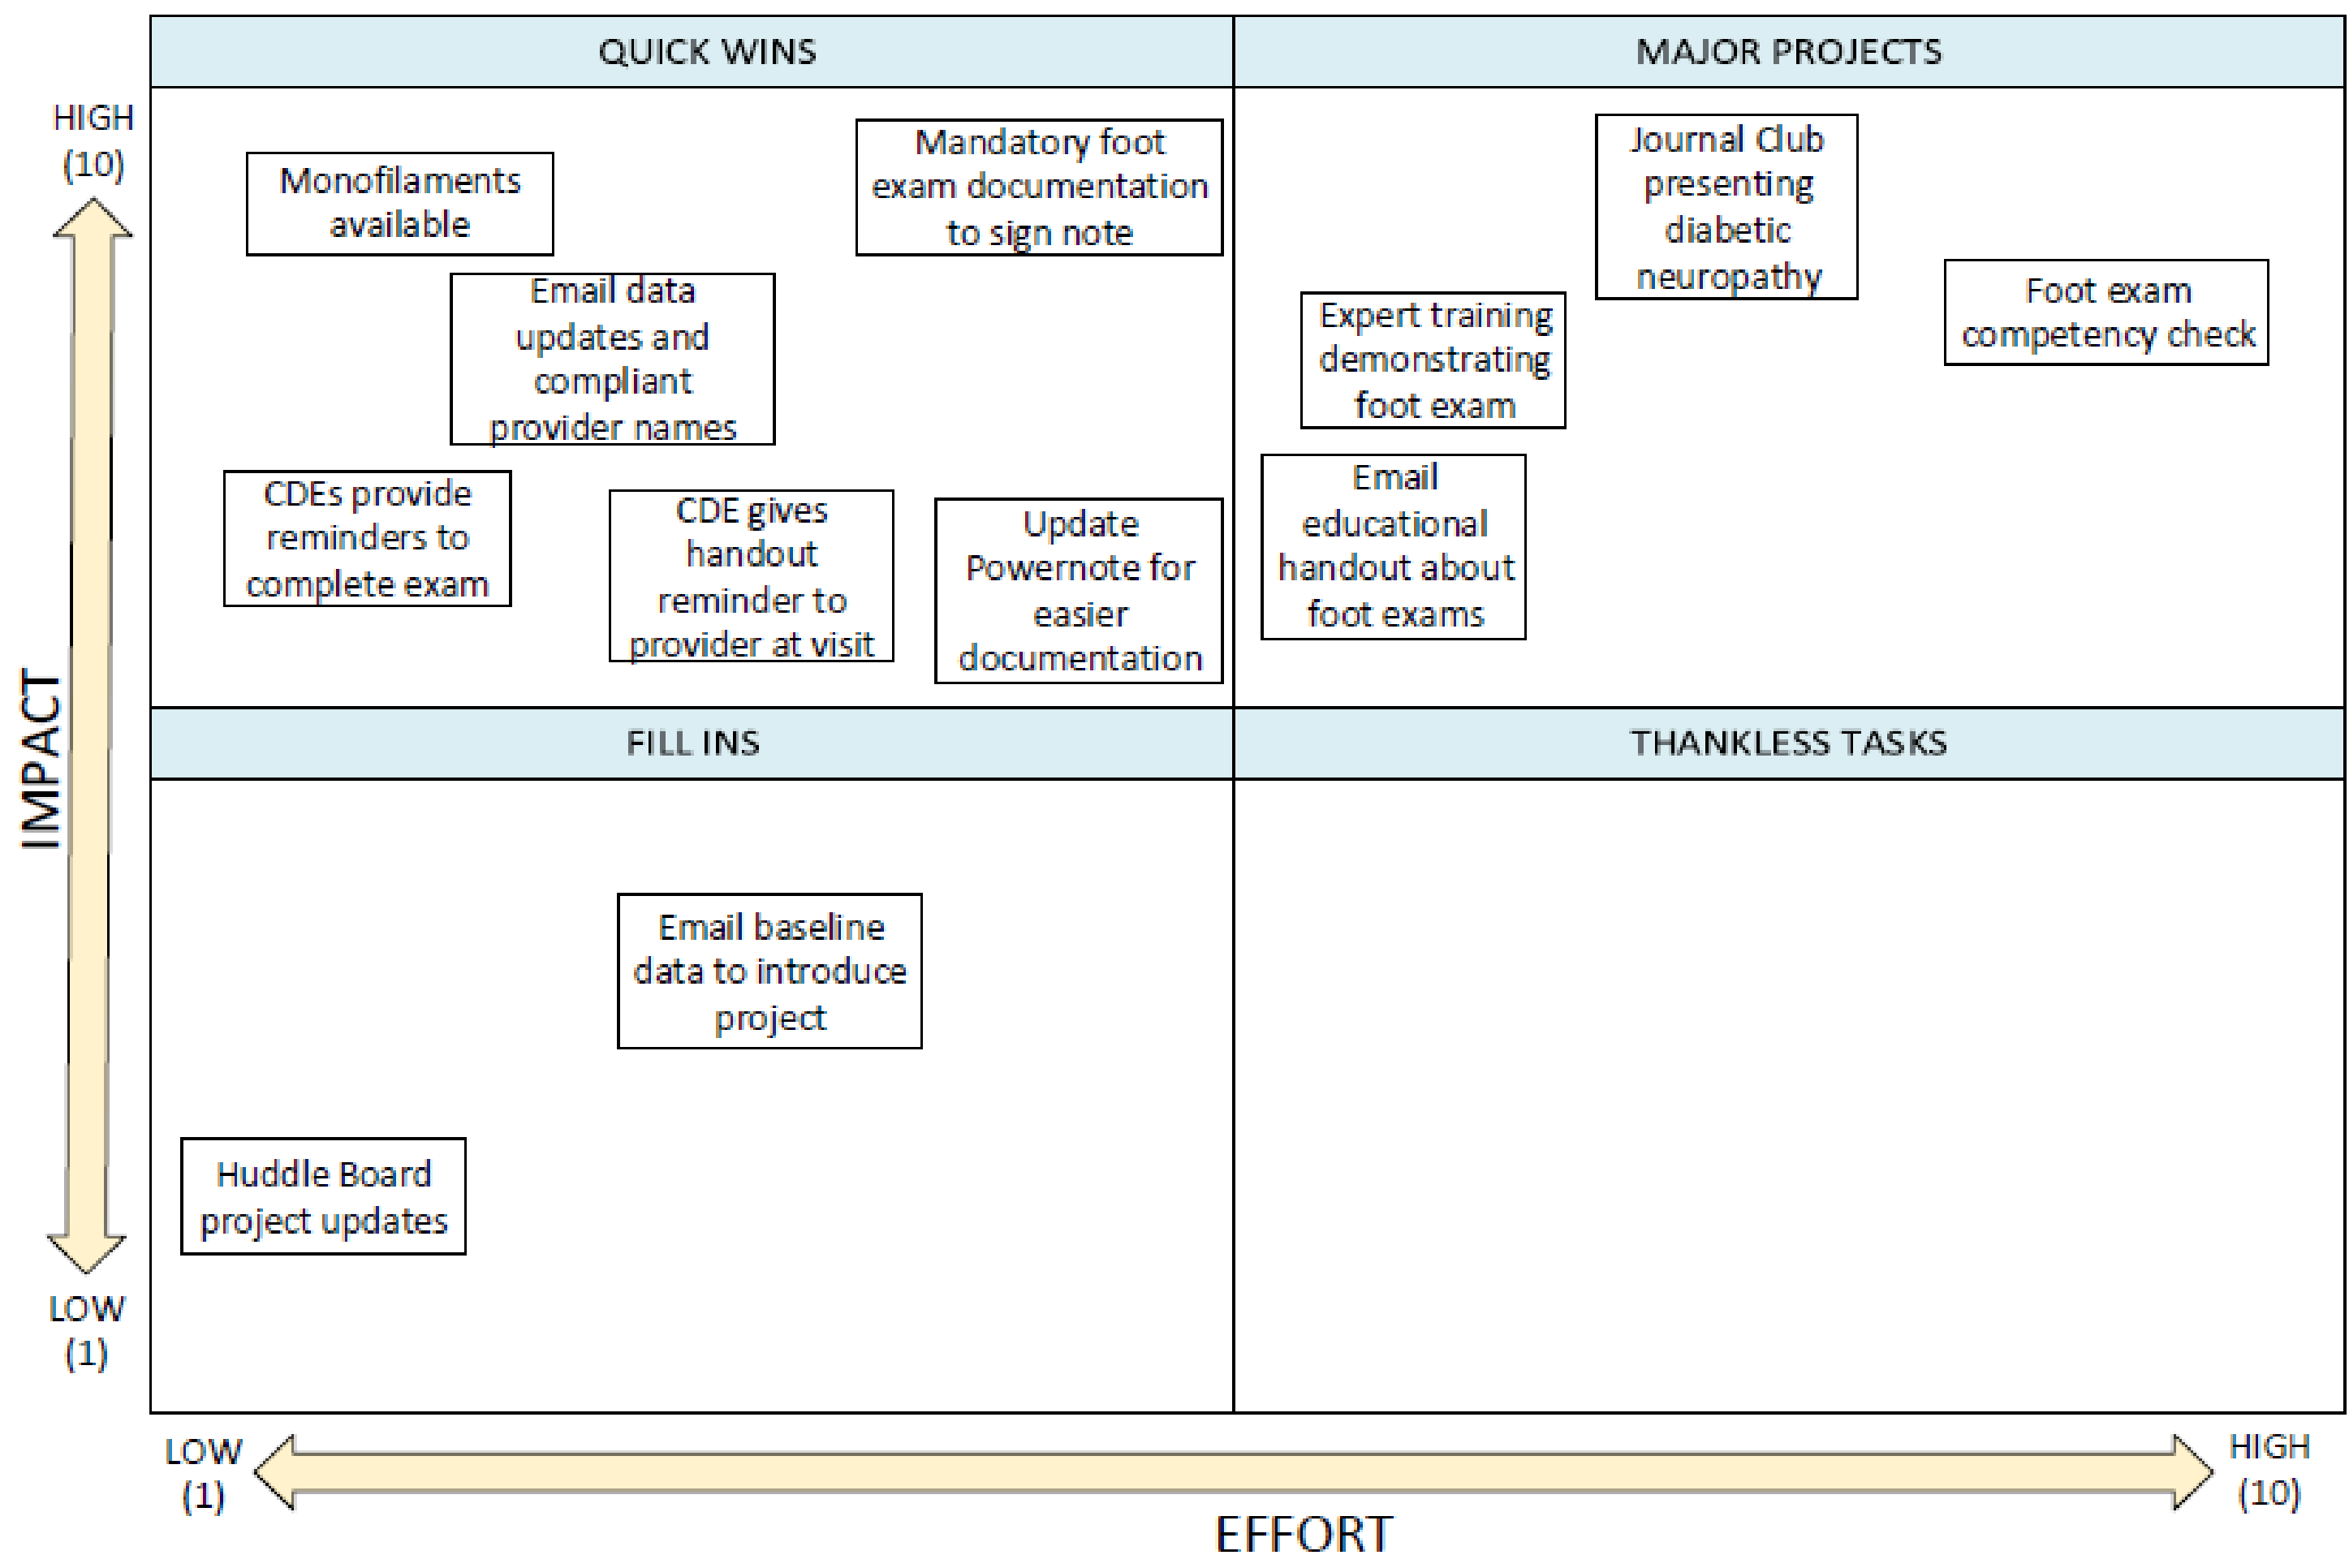 QUICK WINS
MAJOR PROJECTS
HIGH
(10)
Monofilaments
available
Mandatory foot
exam documentation
to sign note
Journal Club
presenting
diabetic
neuropathy
Email data
updates and
compliant
provider names
Expert training
demonstrating
foot exam
Foot exam
competency check
CDEs provide
reminders to
complete exam
CDE gives
handout
reminder to
provider at visit
Update
Powernote for
easier
documentation
Email
educational
handout about
foot exams
IMPACT
FILL INS
THANKLESS TASKS
Email baseline
data to introduce
project
Huddle Board
project updates
LOW
(1)
LOW
(1)
HIGH
(10)
EFFORT